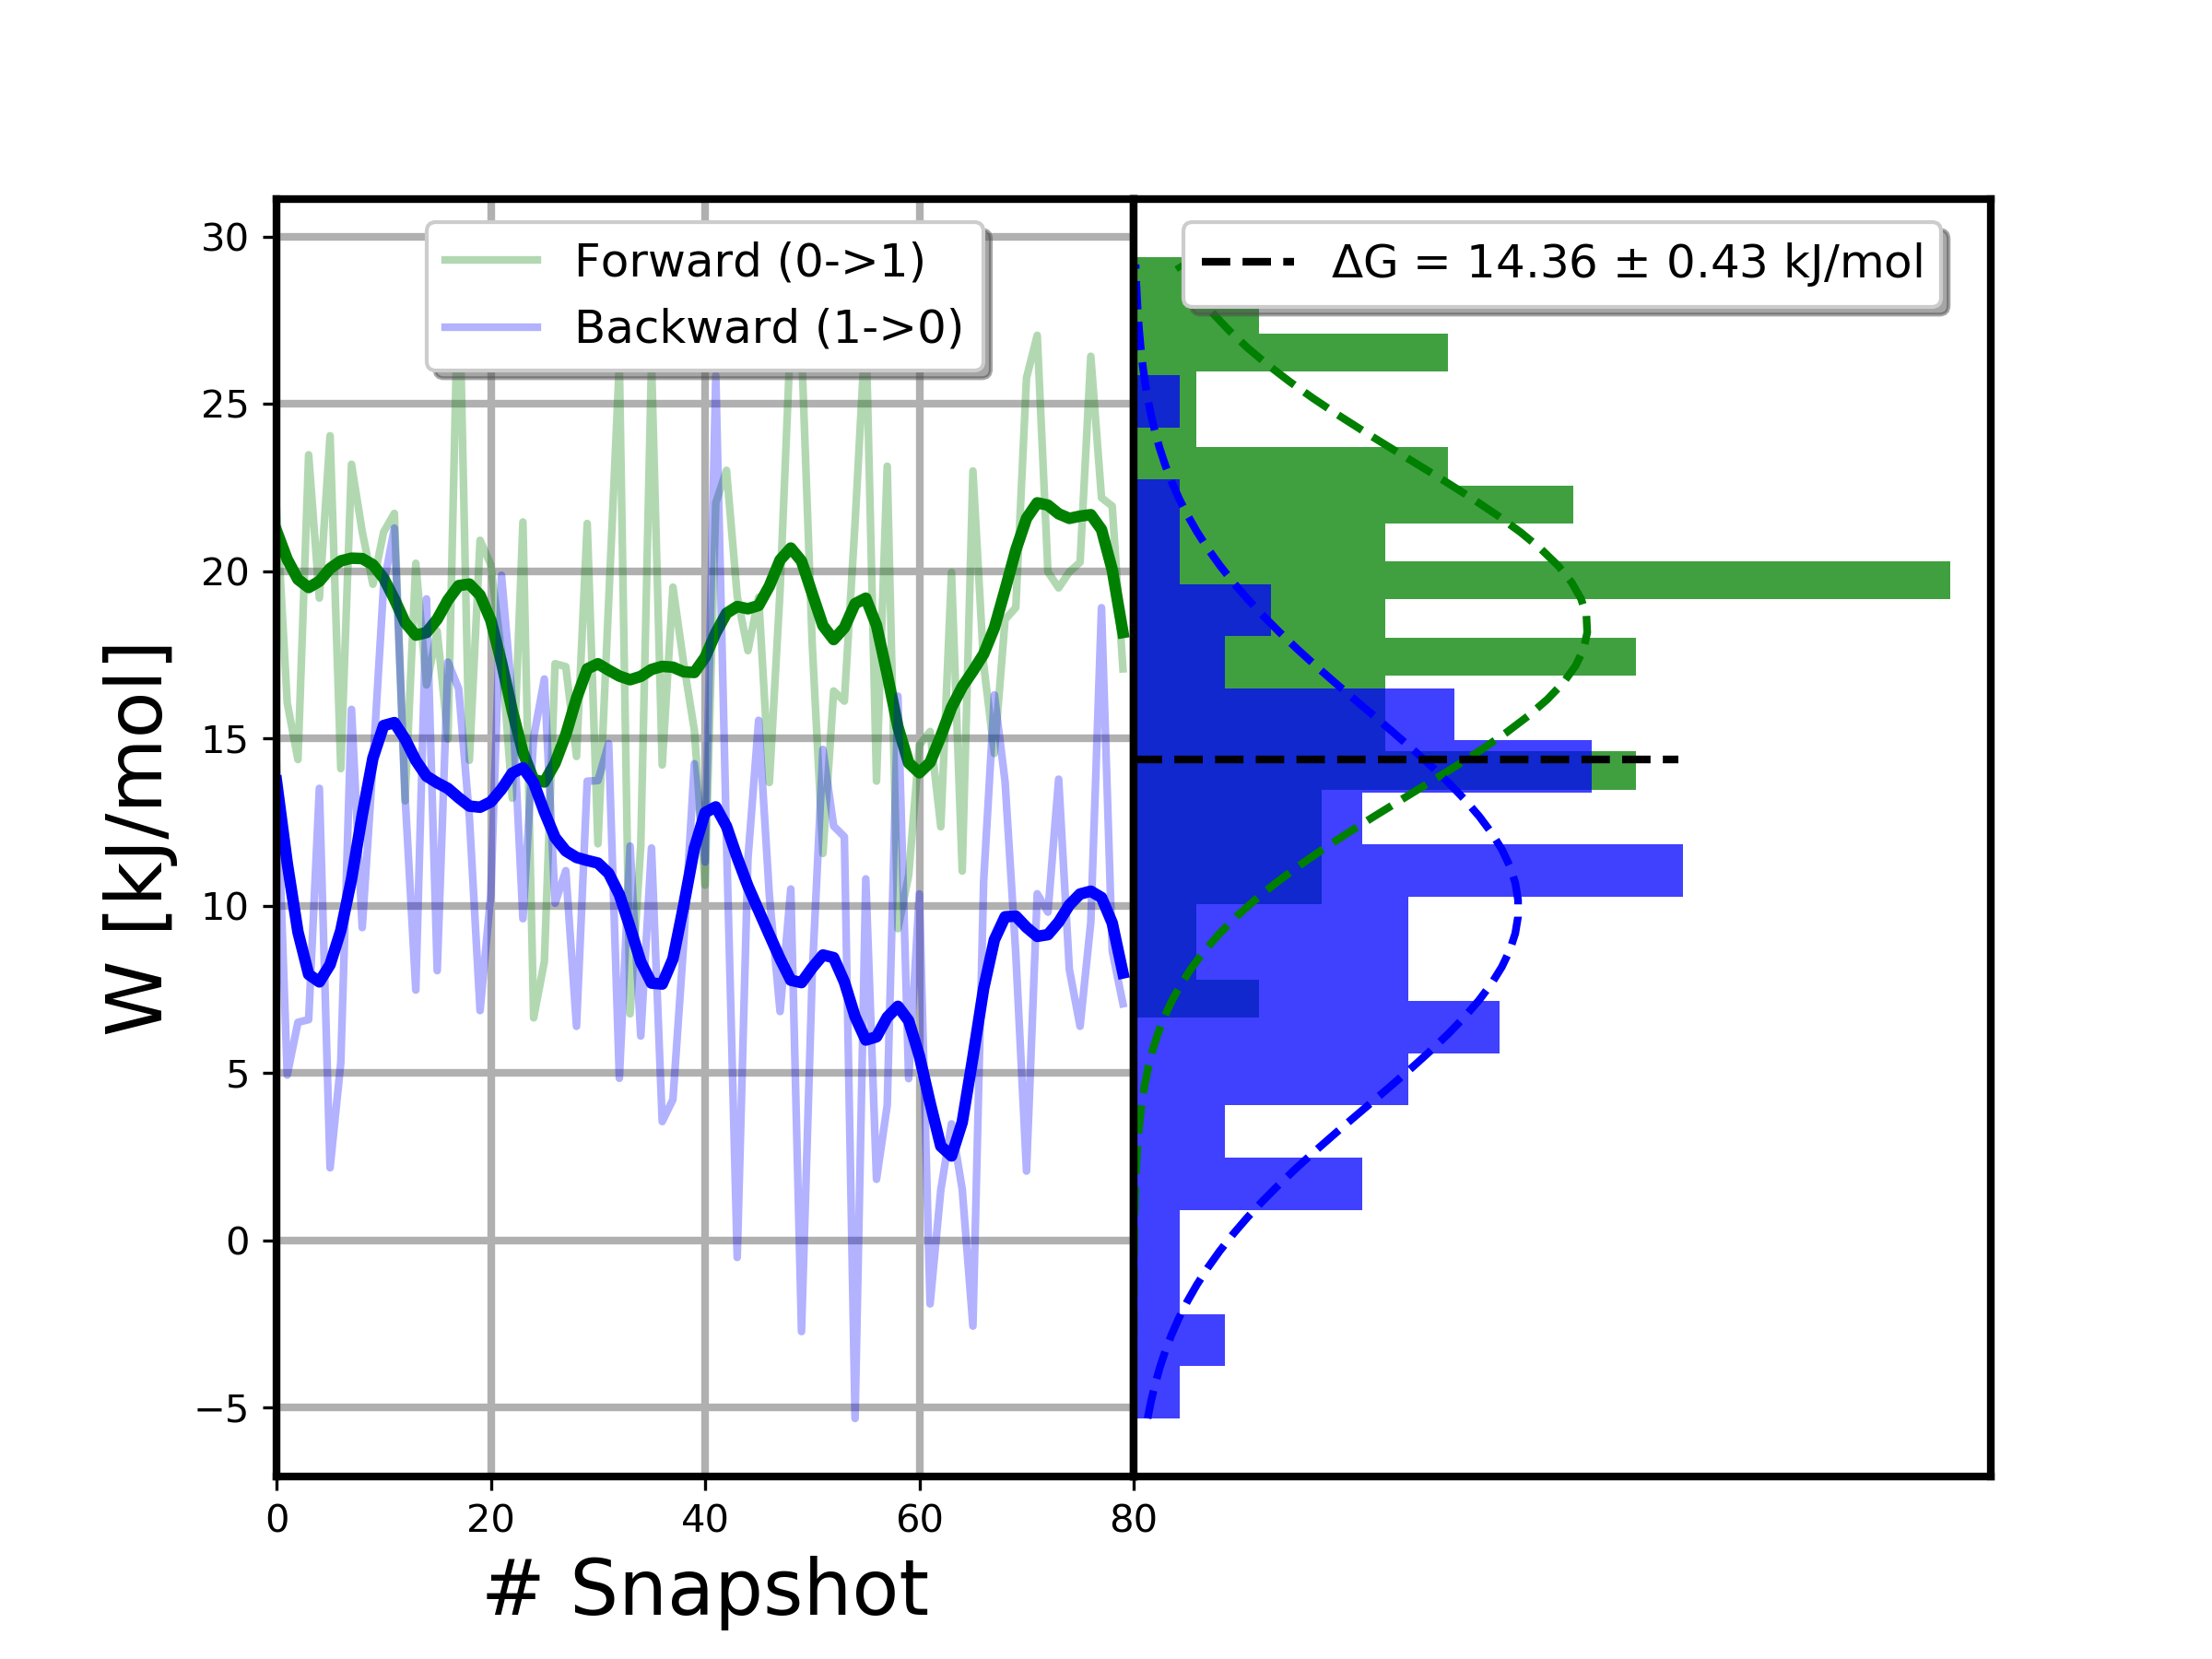 Forward (0->1)
Backward (1->0)
ΔG = 14.36 ± 0.43 kJ/mol
W [kJ/mol]
30
25
20
15
10
5
0
−5
0
20
40
60
80
# Snapshot